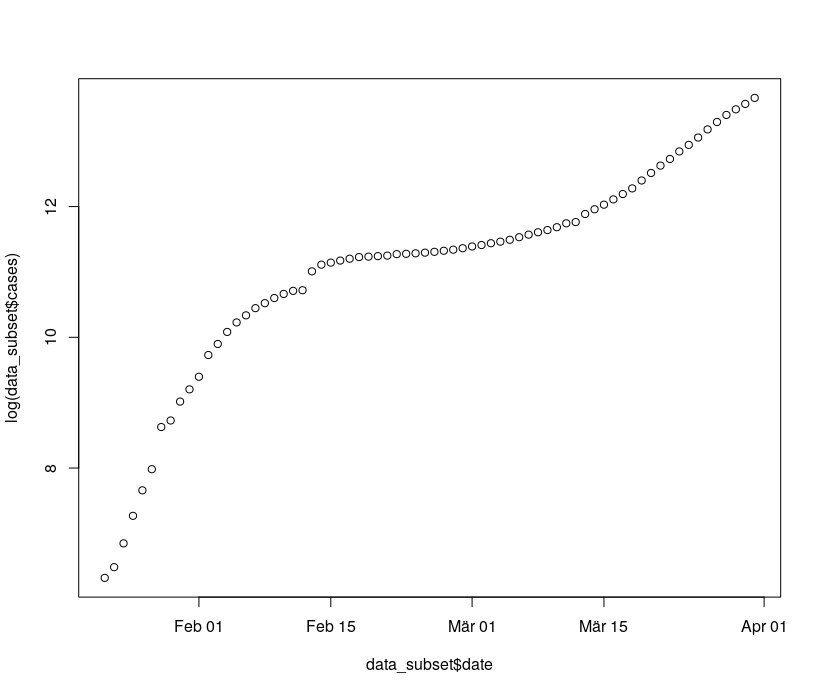 log(data_subset$cases)
12
10
8
Feb 01 Feb 15 Mär 01 Mär 15 Apr 01
data_subset$date